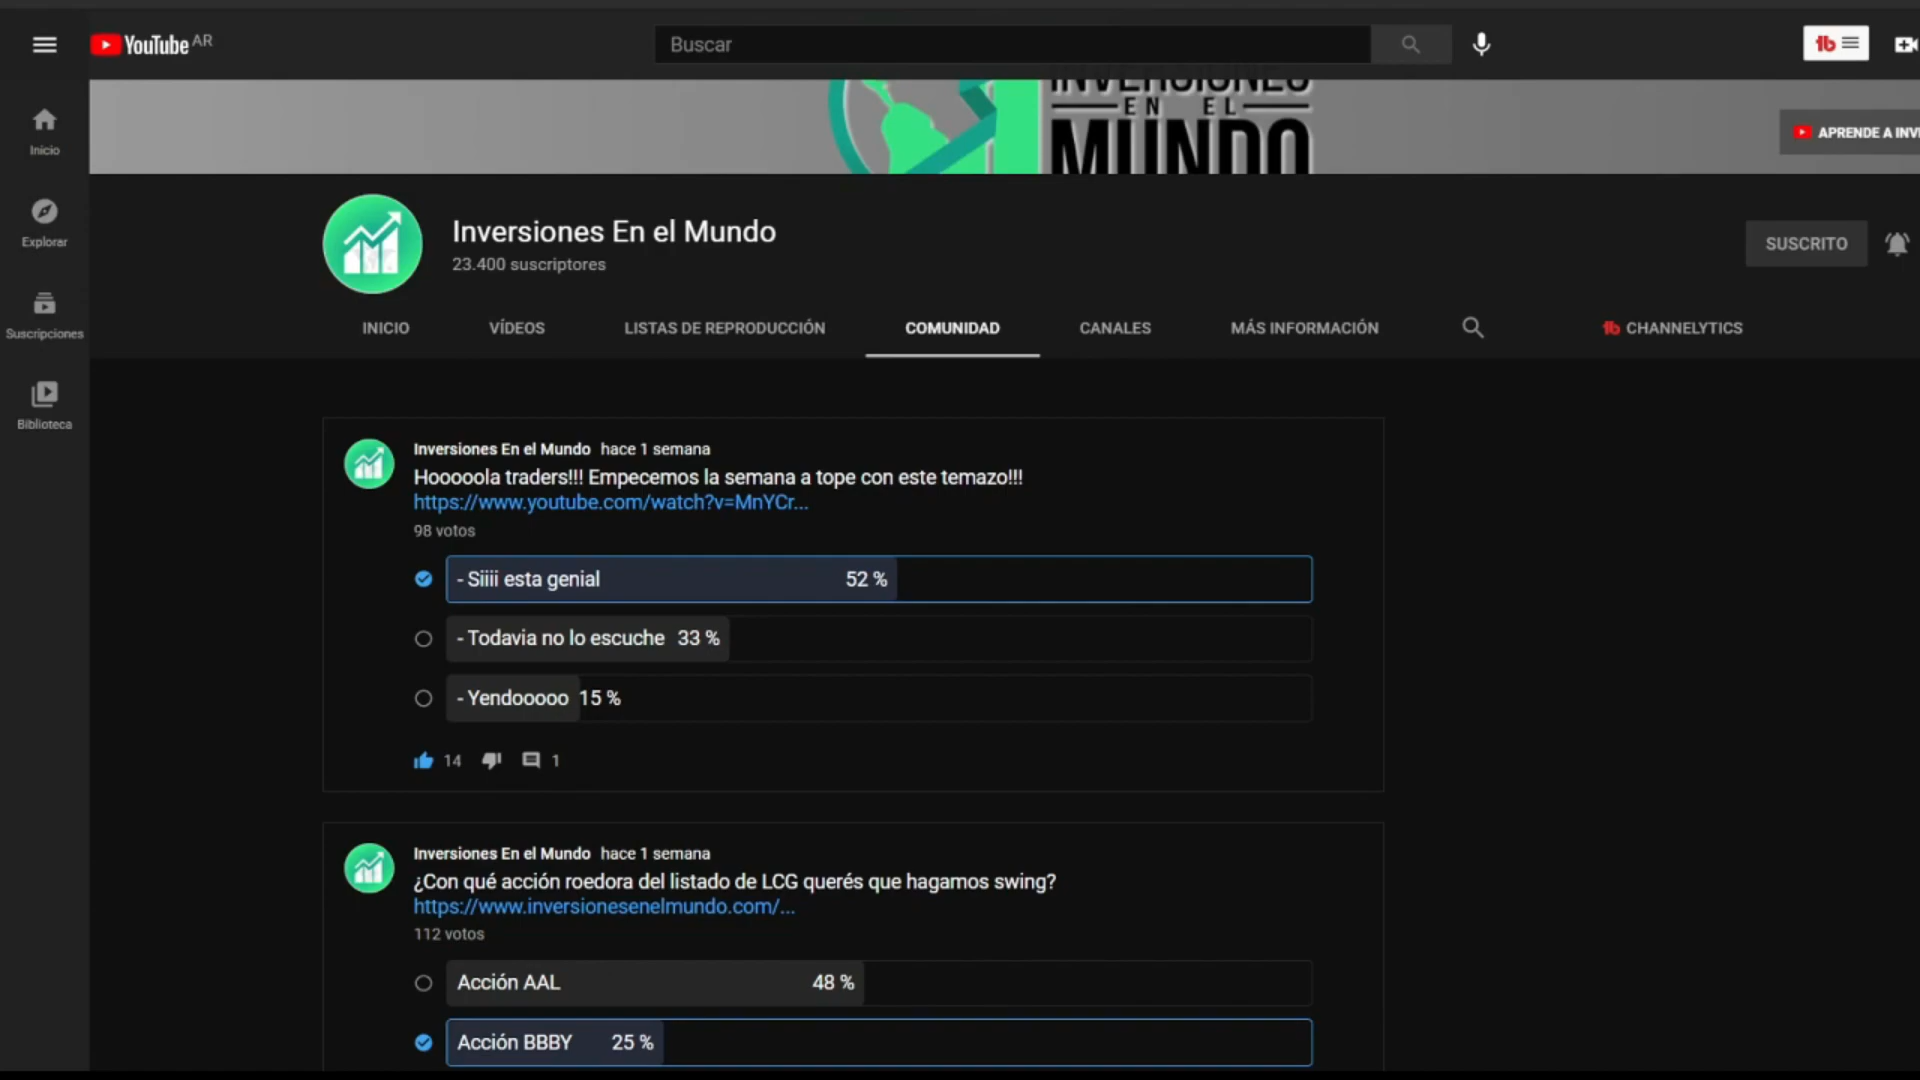 YouTube AR
Buscar
Inicio
Explorar
Suscripciones
Biblioteca
INVERSIONES
EN EL
MUNDO
APRENDE A INVE
Inversiones En el Mundo
23.400 suscriptores
SUSCRITO
INICIO
VÍDEOS
LISTAS DE REPRODUCCIÓN
COMUNIDAD
CANALES
MÁS INFORMACIÓN
CHANNELYTICS
Inversiones En el Mundo hace 1 semana
Hooooola traders!!! Empecemos la semana a tope con este temazo!!!
https://www.youtube.com/watch?v=MnYCr...
98 votos
- Siiii esta genial 52 %
- Todavia no lo escuche 33 %
- Yendooooo 15 %
14 1
Inversiones En el Mundo hace 1 semana
¿Con qué acción roedora del listado de LCG querés que hagamos swing?
https://www.inversionesenelmundo.com/...
112 votos
Acción AAL 48 %
Acción BBBY 25 %